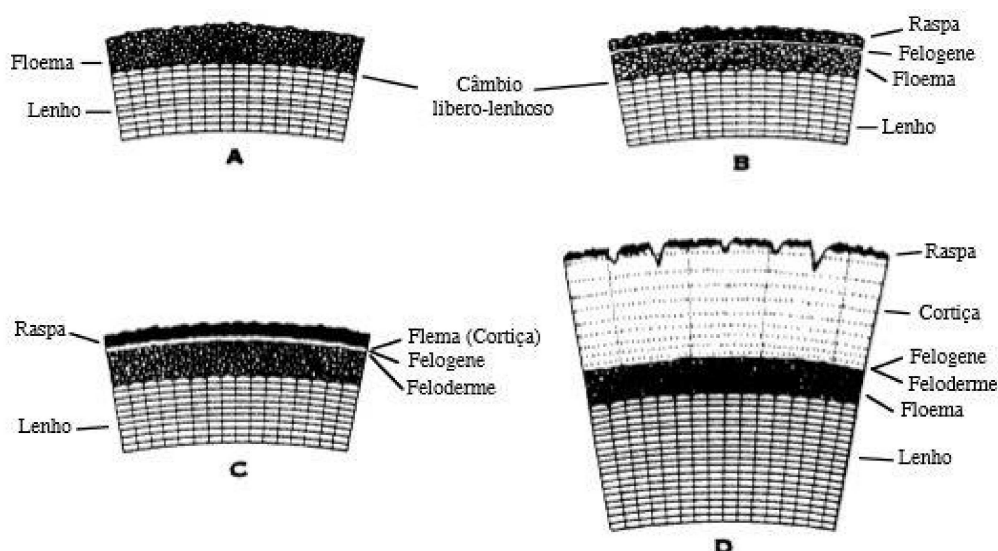 Floema
Lenho
A
Câmbio
libero-lenhoso
Raspa
Felogene
Floema
Lenho
B
Raspa
Lenho
Flema (Cortiça)
Felogene
Feloderme
C
Raspa
Cortiça
Felogene
Feloderme
Floema
Lenho
D